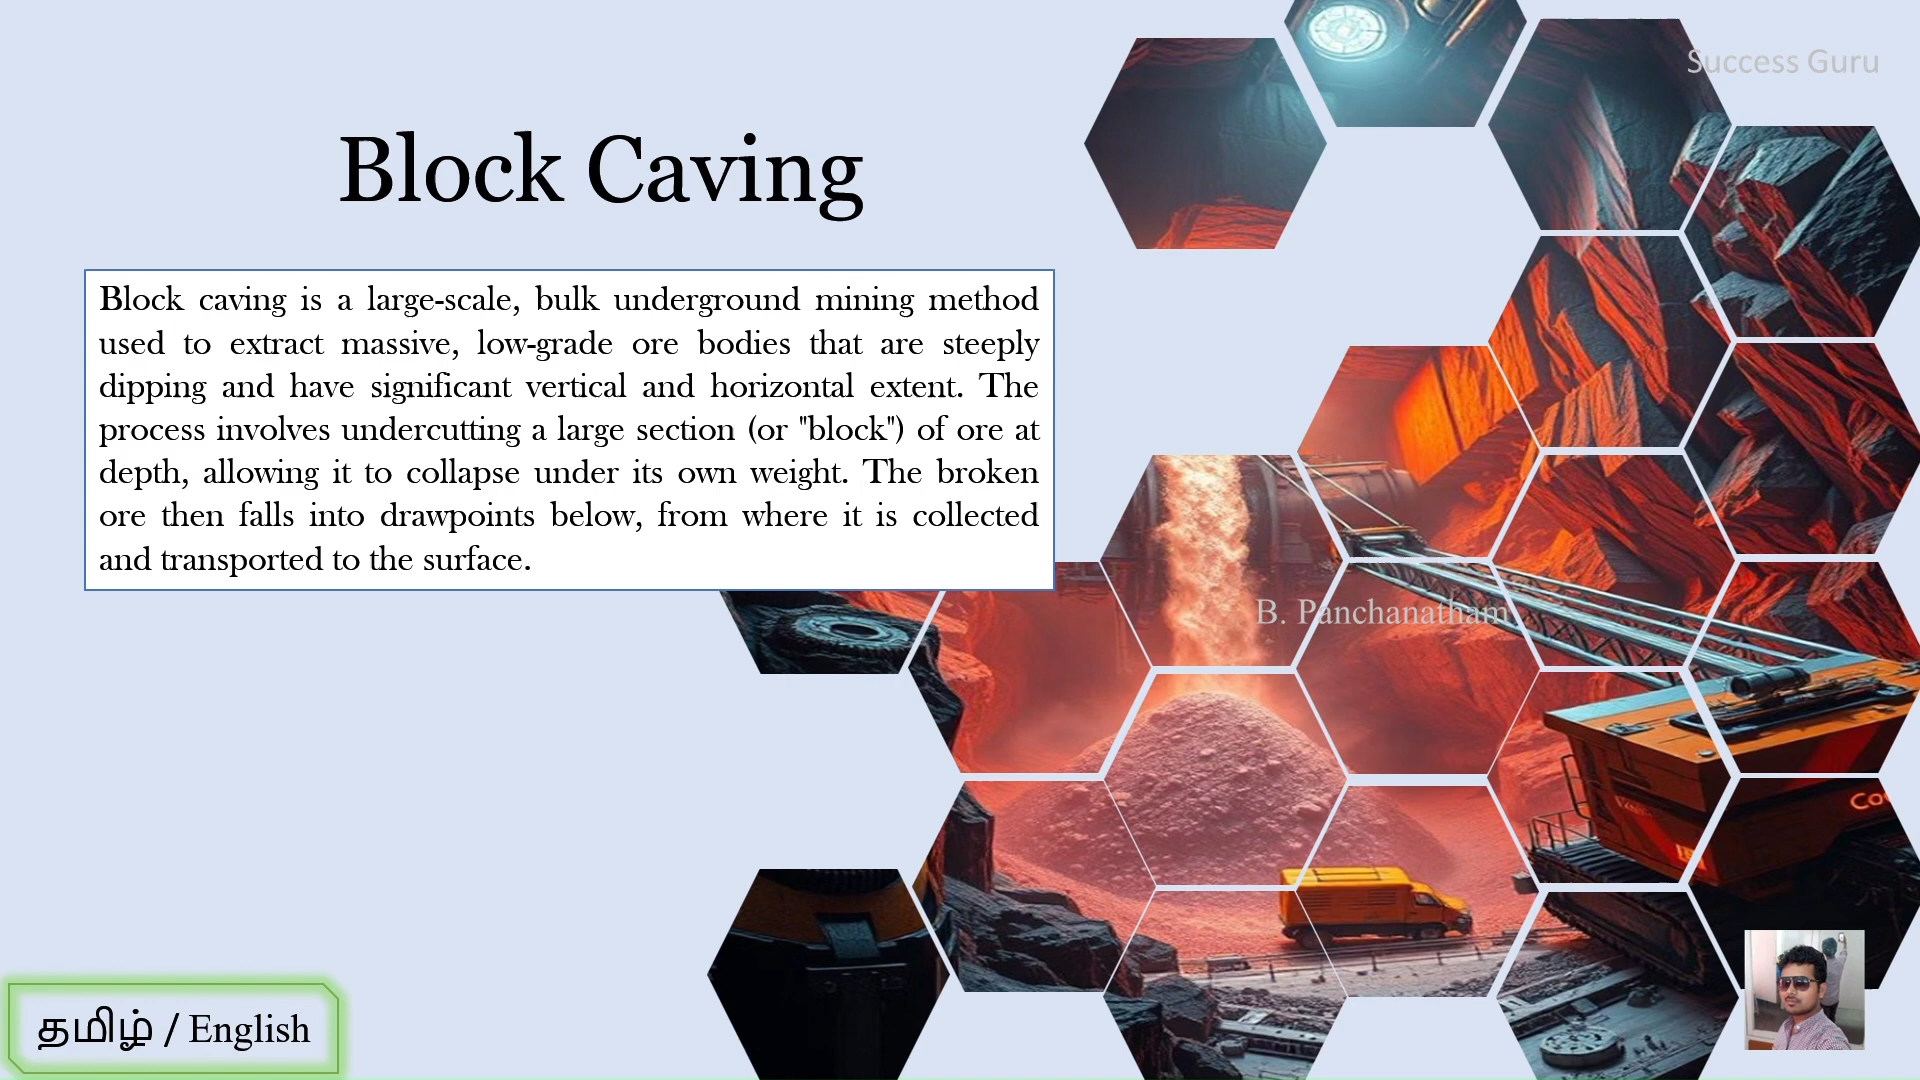 Success Guru
Block Caving
Block caving is a large-scale, bulk underground mining method
used to extract massive, low-grade ore bodies that are steeply
dipping and have significant vertical and horizontal extent. The
process involves undercutting a large section (or "block") of ore at
depth, allowing it to collapse under its own weight. The broken
ore then falls into drawpoints below, from where it is collected
and transported to the surface.
B. Panchanatham
தமிழ் / English